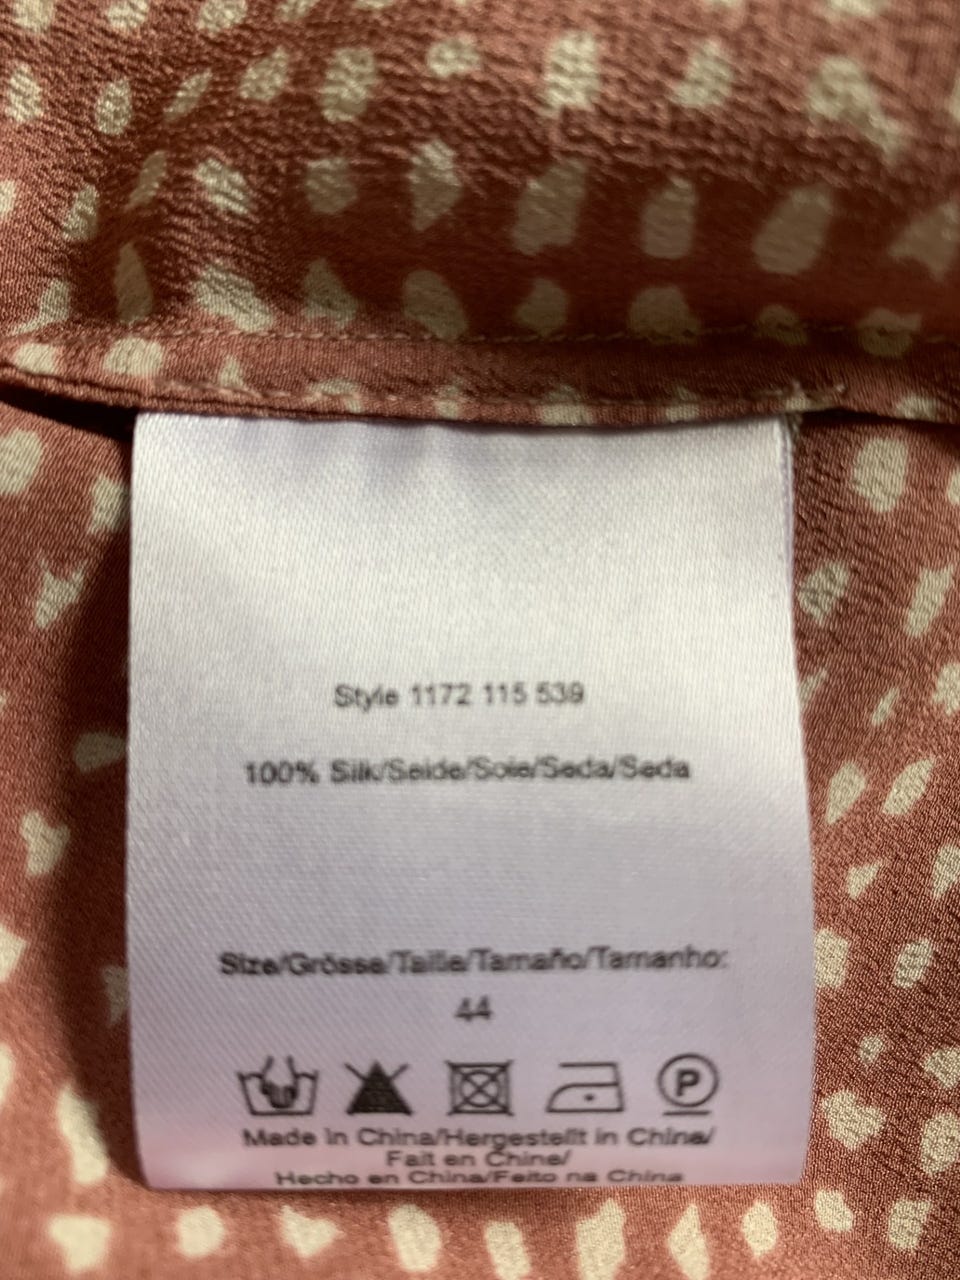 Style 1172 115 539
100% Silk/Seide/Soie/Seda/Seda
Size/Grösse/Taille/Tamaño/Tamanho:
44
P
Made in China/Hergestellt in China/
Fait en China/
Hecho en China/Feito na China